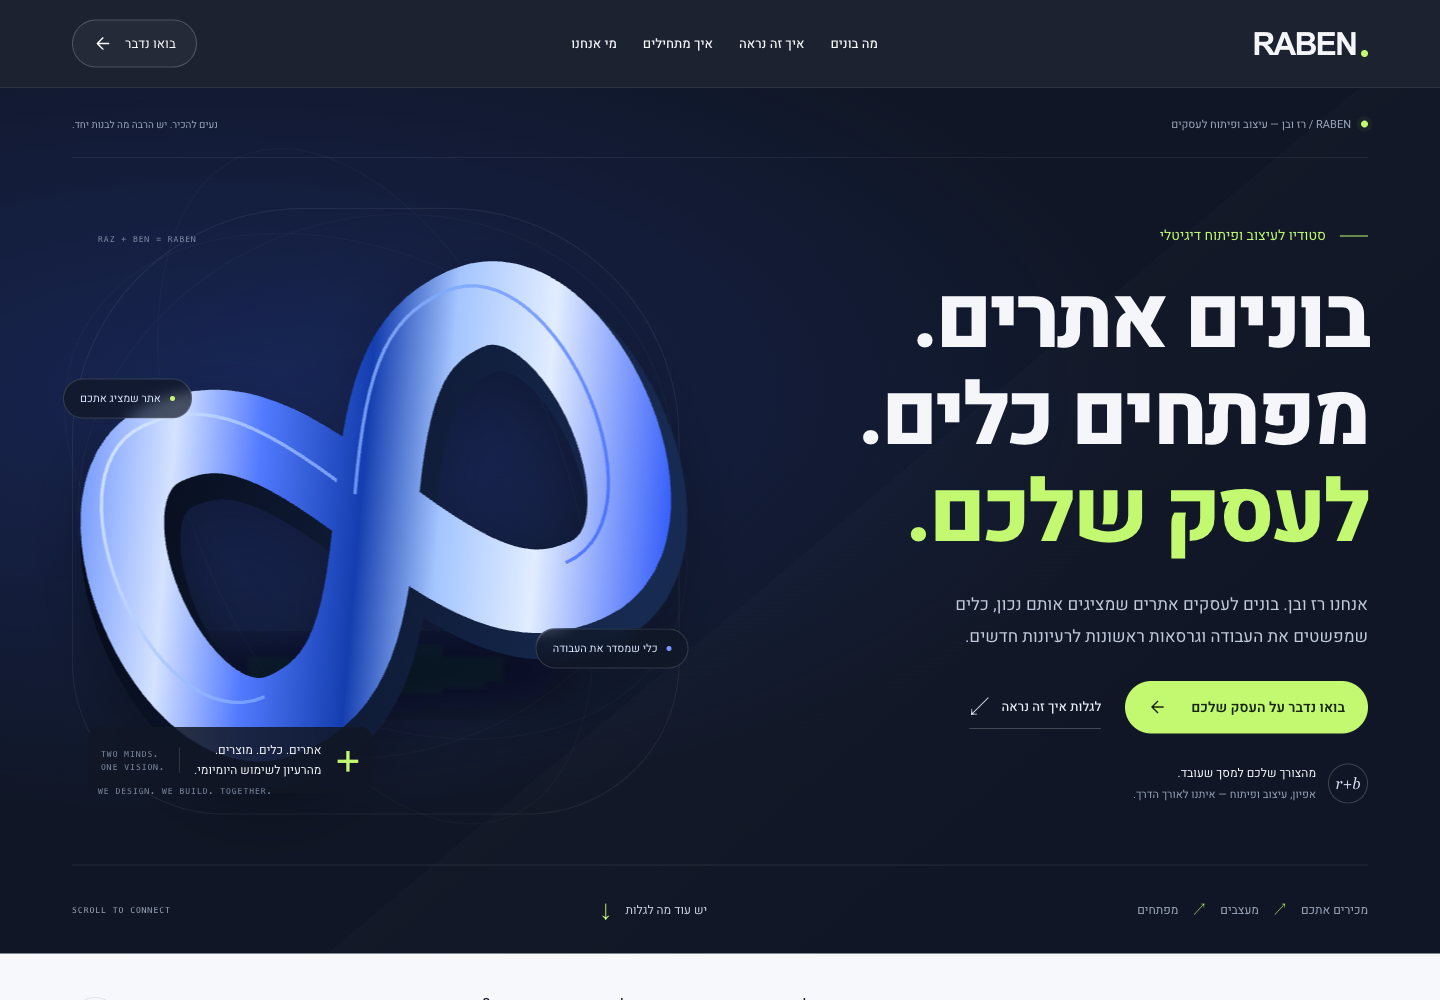 RABEN.
מה בונים
איך זה נראה
איך מתחילים
מי אנחנו
בואו נדבר ←
RABEN / רז ובן — עיצוב ופיתוח לעסקים
נעים להכיר. יש הרבה מה לבנות יחד.
סטודיו לעיצוב ופיתוח דיגיטלי
בונים אתרים.
מפתחים כלים.
לעסק שלכם.
אנחנו רז ובן. בונים לעסקים אתרים שמציגים אותם נכון, כלים
שמפשטים את העבודה וגרסאות ראשונות לרעיונות חדשים.
בואו נדבר על העסק שלכם ←
לגלות איך זה נראה ↙
r+b
מהצורך שלכם למסך שעובד.
אפיון, עיצוב ופיתוח — איתנו לאורך הדרך.
RAZ + BEN = RABEN
אתר שמציג אתכם
כלי שמסדר את העבודה
+
אתרים. כלים. מוצרים.
מהרעיון לשימוש היומיומי.
TWO MINDS.
ONE VISION.
WE DESIGN. WE BUILD. TOGETHER.
מכירים אתכם ↗ מעצבים ↗ מפתחים
יש עוד מה לגלות ↓
SCROLL TO CONNECT